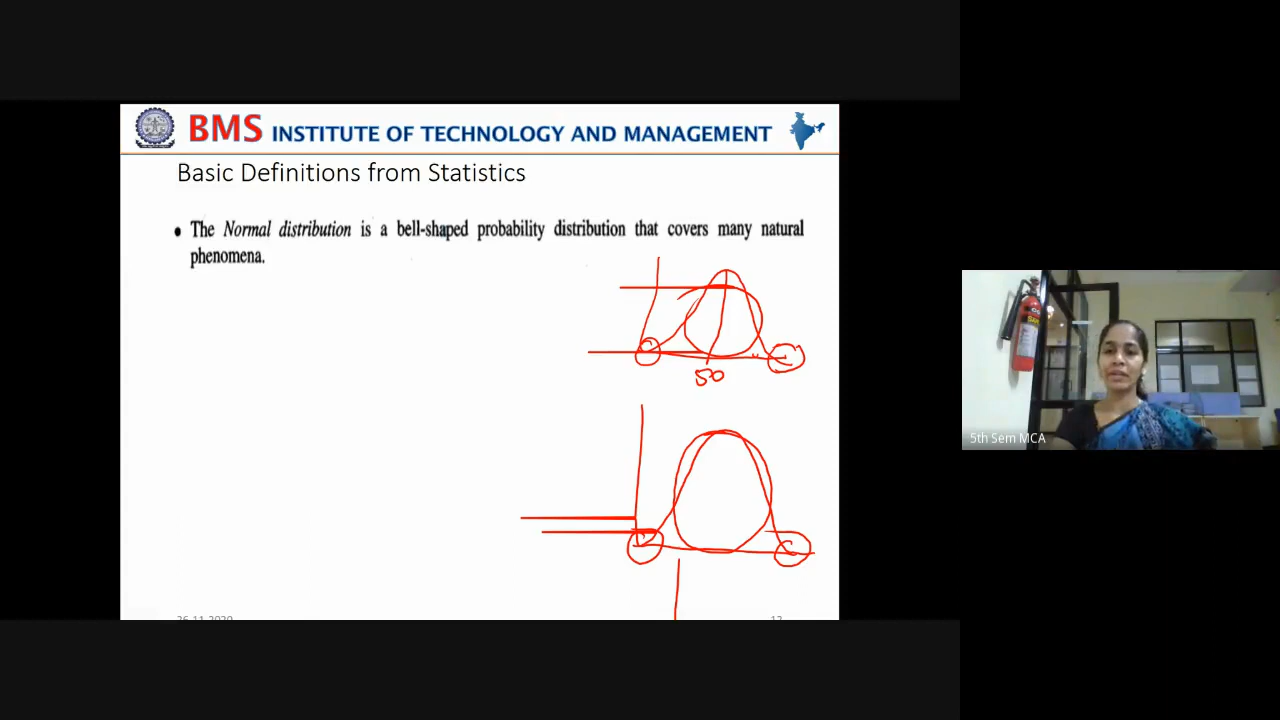 BMS INSTITUTE OF TECHNOLOGY AND MANAGEMENT
Basic Definitions from Statistics
• The Normal distribution is a bell-shaped probability distribution that covers many natural
phenomena.
50
5th Sem MCA